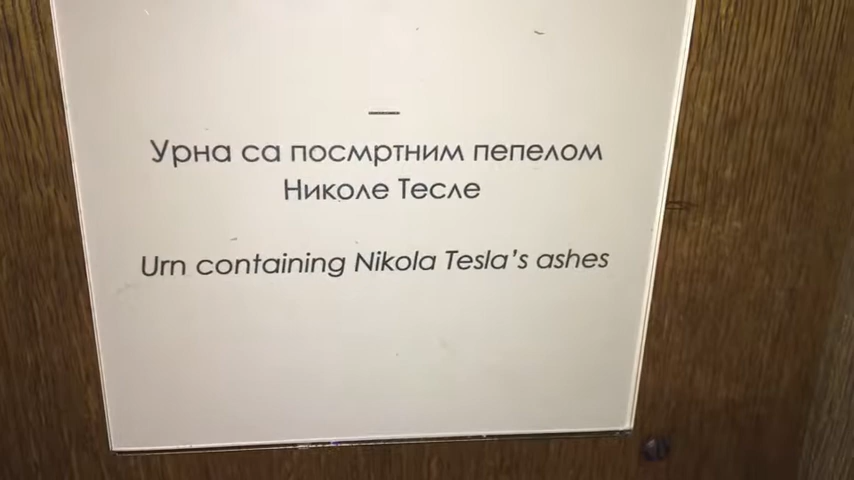 Урна са посмртним пепелом
Николе Тесле
Urn containing Nikola Tesla's ashes